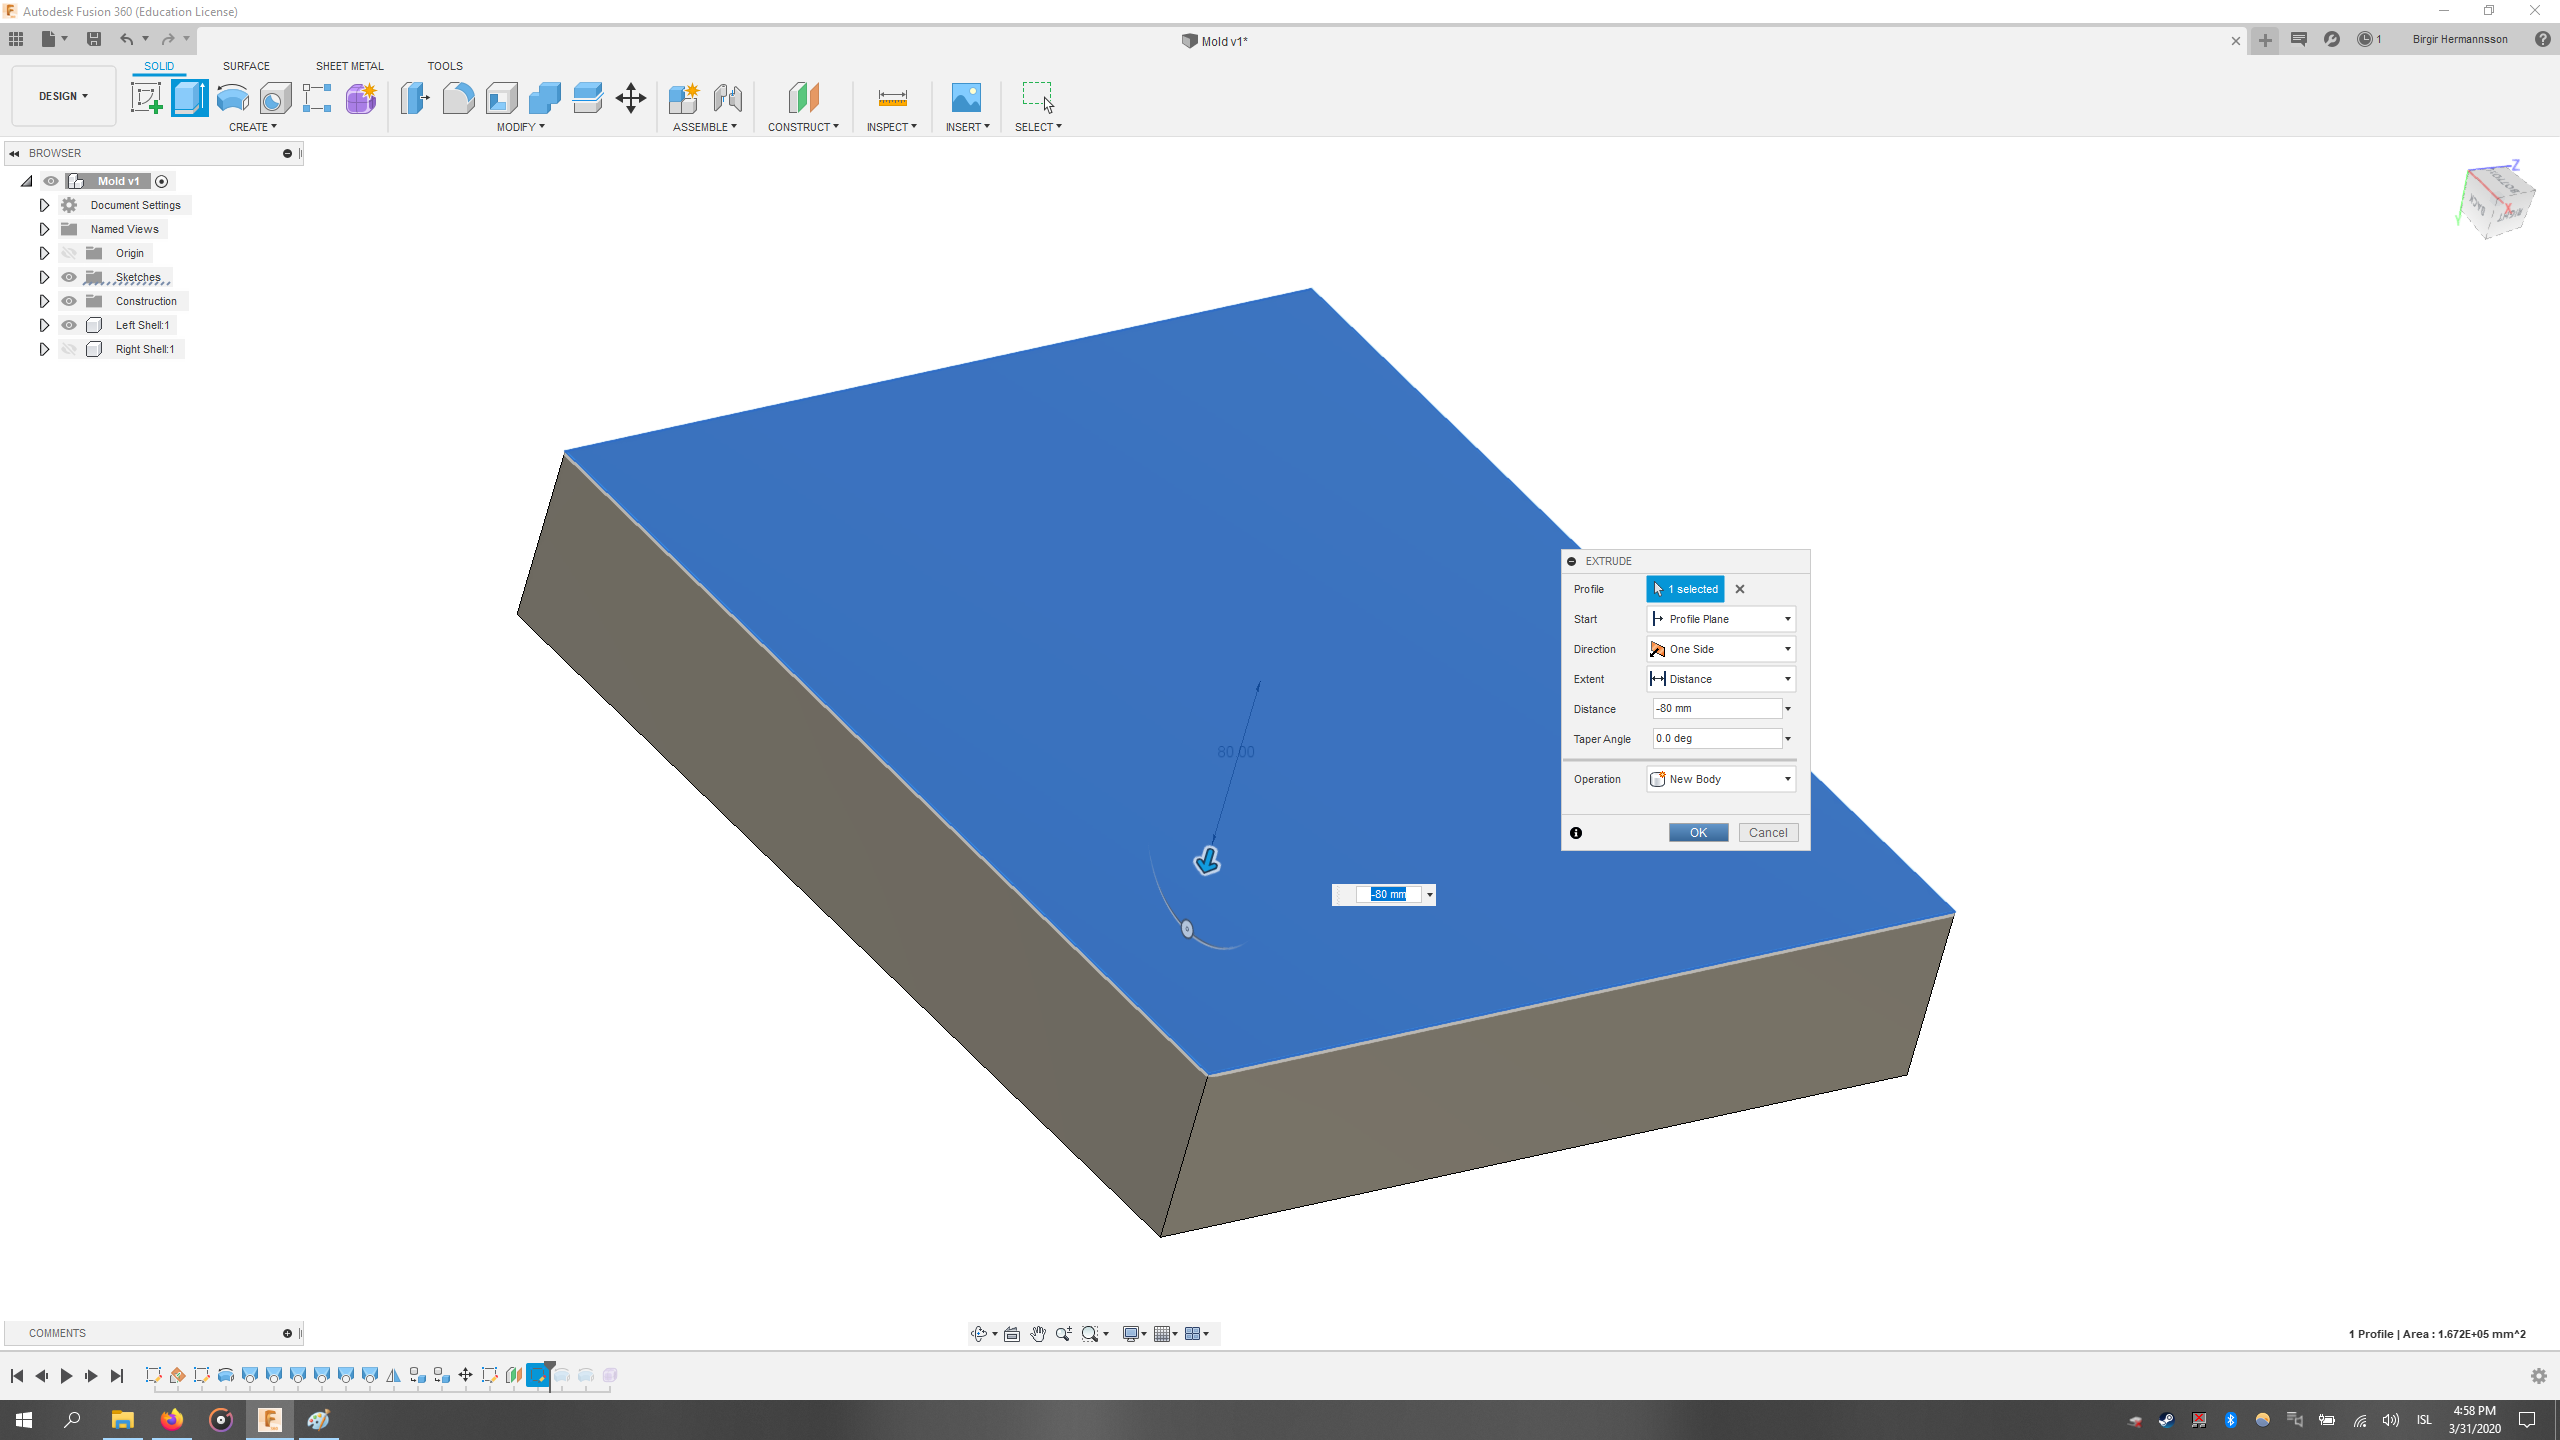 Autodesk Fusion 360 (Education License)
Mold v1*
1
Birgir Hermannsson
DESIGN
SOLID
SURFACE
SHEET METAL
TOOLS
CREATE
MODIFY
ASSEMBLE
CONSTRUCT
INSPECT
INSERT
SELECT
BROWSER
Mold v1
Document Settings
Named Views
Origin
Sketches
Construction
Left Shell:1
Right Shell:1
Z
BOTTOM
BACK
RIGHT
X
Y
EXTRUDE
Profile
1 selected
Start
Profile Plane
Direction
One Side
Extent
Distance
Distance
-80 mm
Taper Angle
0.0 deg
Operation
New Body
OK
Cancel
80.00
-80 mm
COMMENTS
1 Profile | Area : 1.672E+05 mm^2
ISL
4:58 PM
3/31/2020